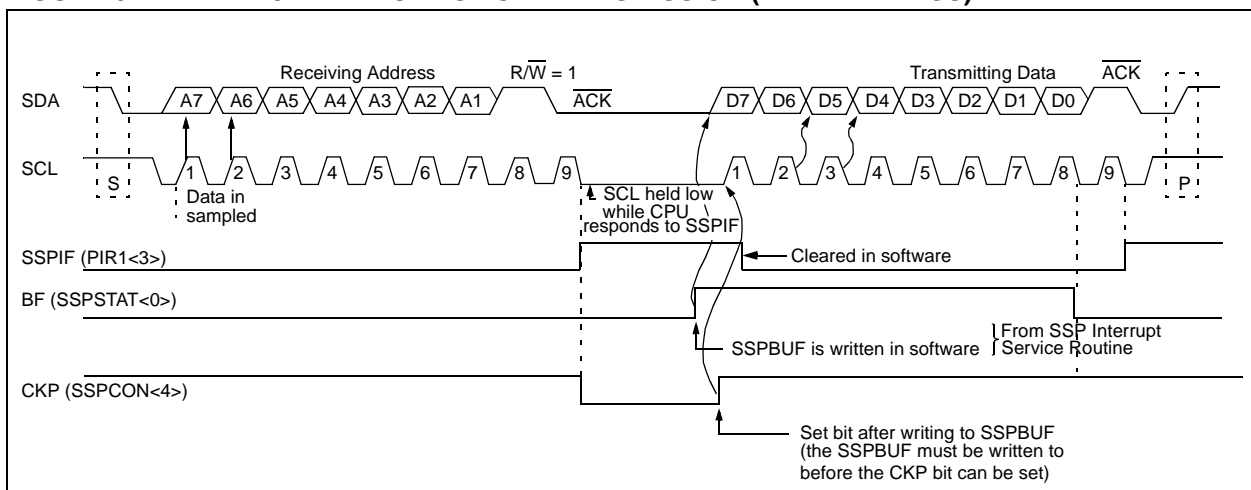 Receiving Address R/W = 1 Transmitting Data ACK
SDA A7 A6 A5 A4 A3 A2 A1 ACK D7 D6 D5 D4 D3 D2 D1 D0
SCL S 1 2 3 4 5 6 7 8 9 1 2 3 4 5 6 7 8 9 P
Data in
sampled
SCL held low
while CPU
responds to SSPIF
SSPIF (PIR1<3>)
Cleared in software
BF (SSPSTAT<0>)
SSPBUF is written in software
From SSP Interrupt
Service Routine
CKP (SSPCON<4>)
Set bit after writing to SSPBUF
(the SSPBUF must be written to
before the CKP bit can be set)